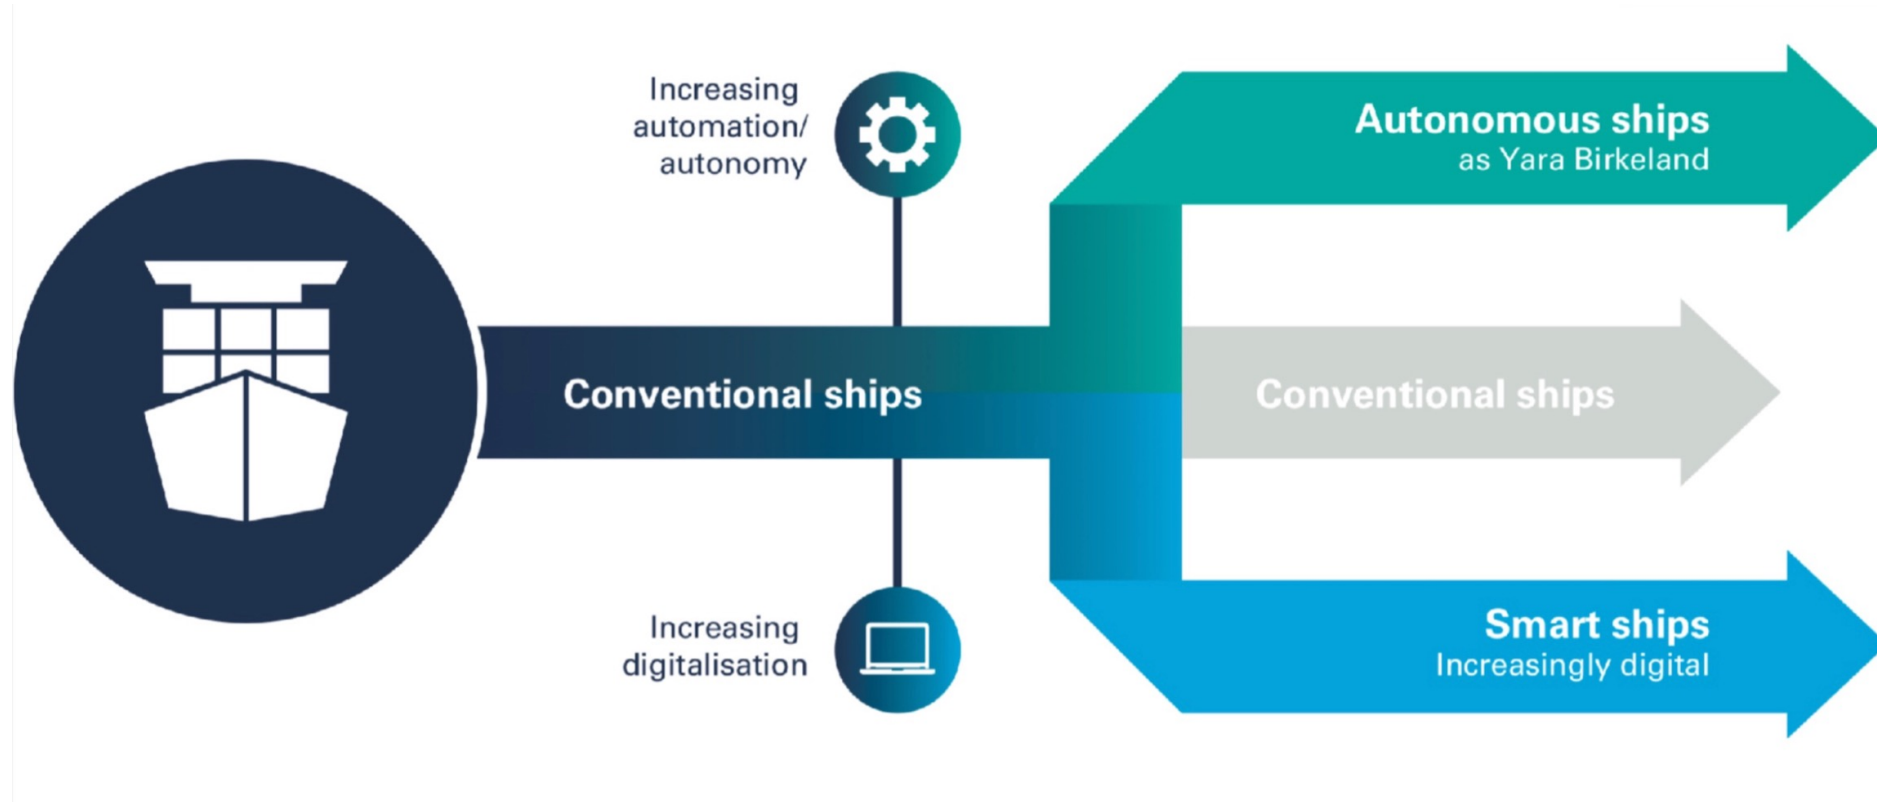 Increasing
automation/
autonomy
Autonomous ships
as Yara Birkeland
Conventional ships
Conventional ships
Increasing
digitalisation
Smart ships
Increasingly digital